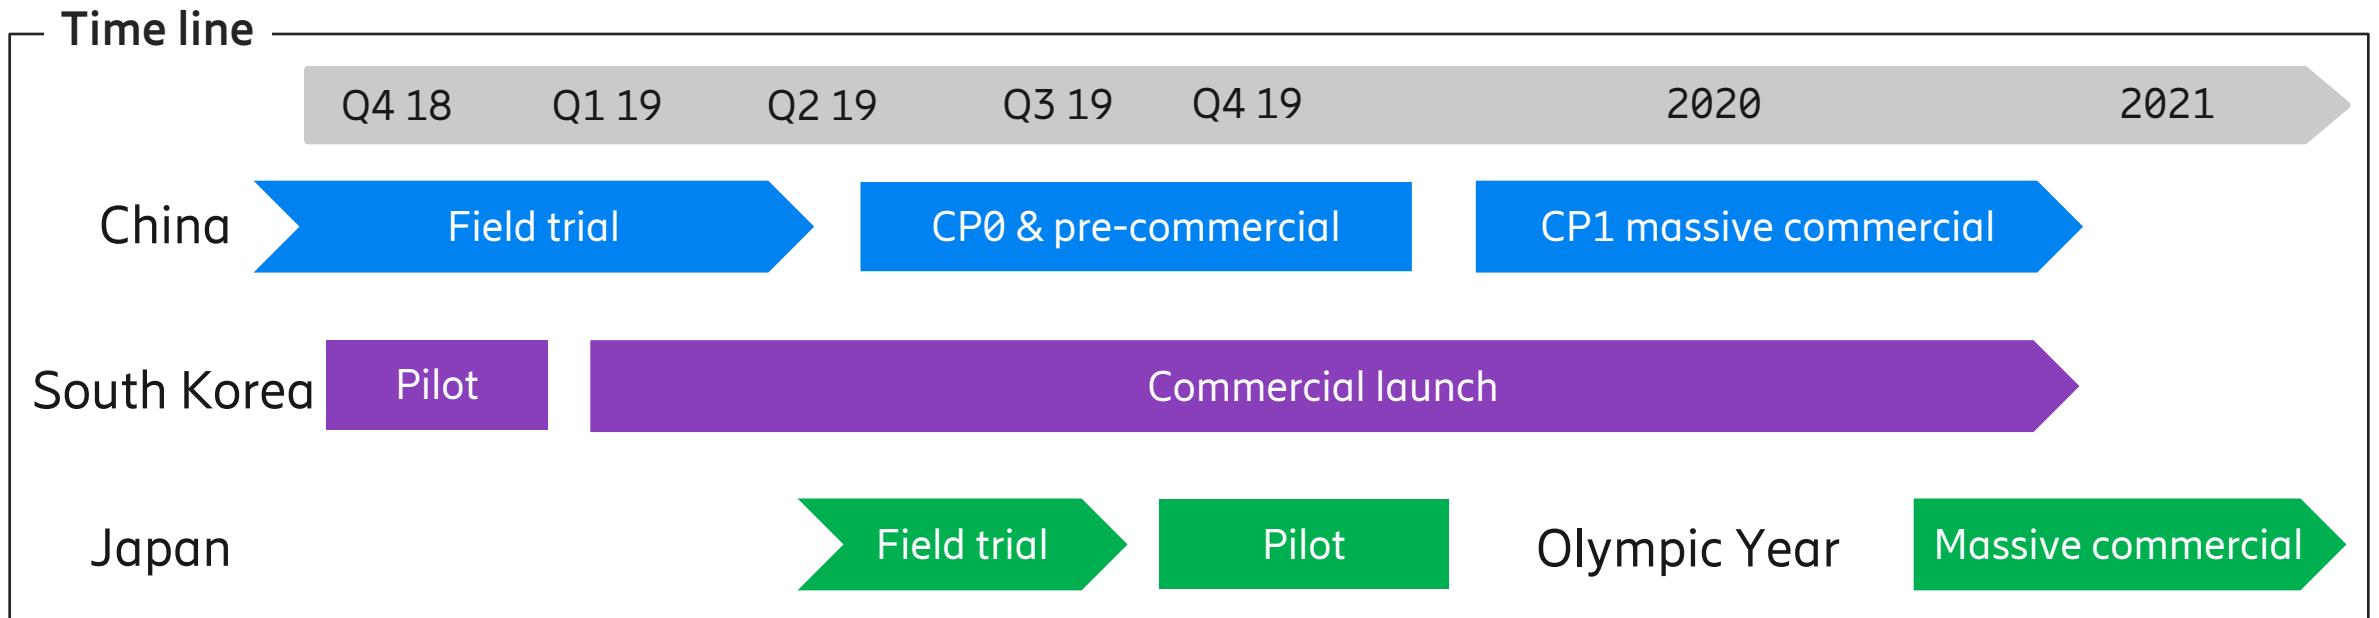 Time line
Q4 18 Q1 19 Q2 19 Q3 19 Q4 19 2020 2021
China Field trial CP0 & pre-commercial CP1 massive commercial
South Korea Pilot Commercial launch
Japan Field trial Pilot Olympic Year Massive commercial